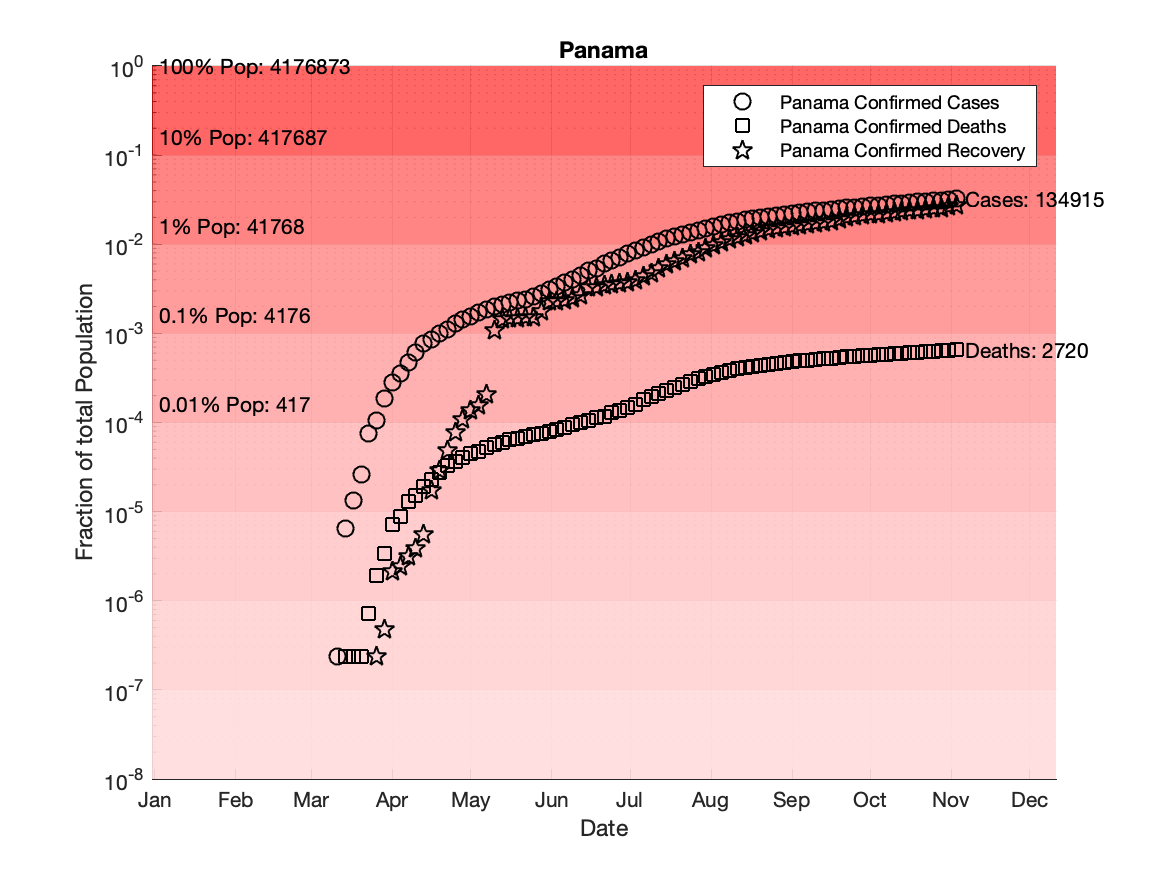 Panama
10^0
10^-1
10^-2
10^-3
10^-4
10^-5
10^-6
10^-7
10^-8
Fraction of total Population
100% Pop: 4176873
10% Pop: 417687
1% Pop: 41768
0.1% Pop: 4176
0.01% Pop: 417
Panama Confirmed Cases
Panama Confirmed Deaths
Panama Confirmed Recovery
Cases: 134915
Deaths: 2720
Jan Feb Mar Apr May Jun Jul Aug Sep Oct Nov Dec
Date